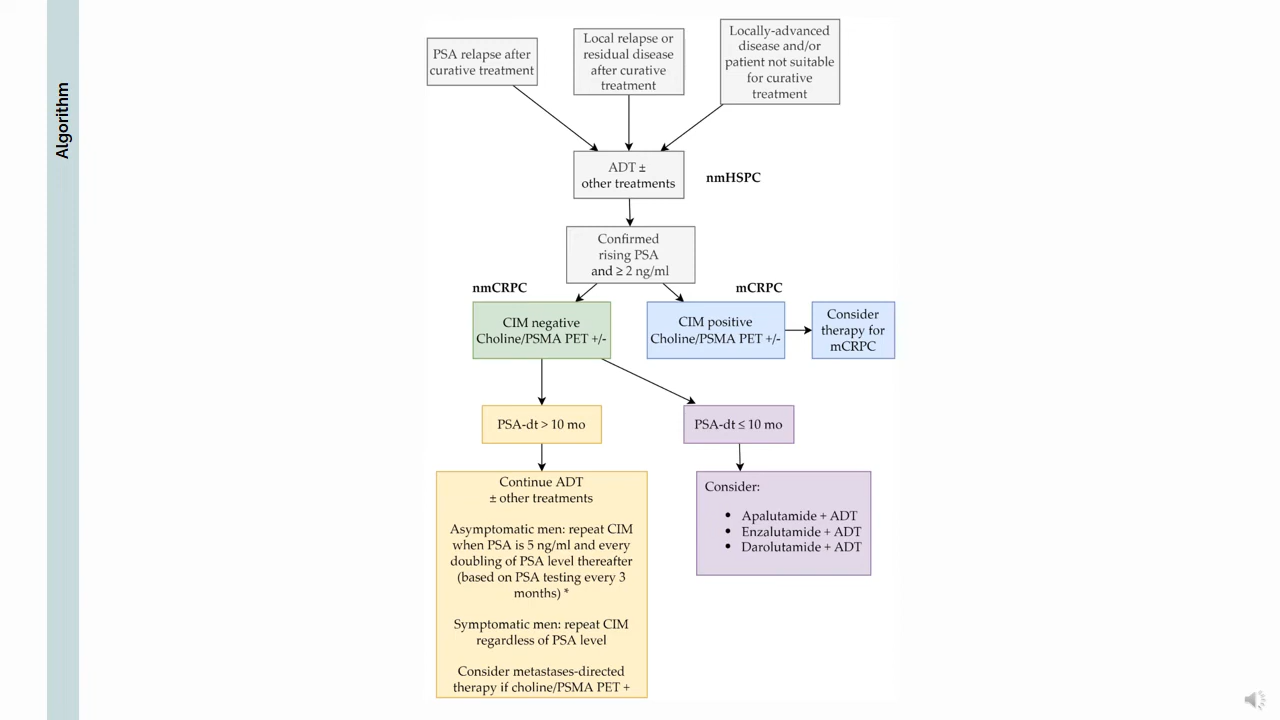 Algorithm
PSA relapse after
curative treatment
Local relapse or
residual disease
after curative
treatment
Locally-advanced
disease and/or
patient not suitable
for curative
treatment
ADT ±
other treatments
nmHSPC
Confirmed
rising PSA
and ≥ 2 ng/ml
nmCRPC
mCRPC
CIM negative
Choline/PSMA PET +/-
CIM positive
Choline/PSMA PET +/-
Consider
therapy for
mCRPC
PSA-dt > 10 mo
PSA-dt ≤ 10 mo
Continue ADT
± other treatments
Asymptomatic men: repeat CIM
when PSA is 5 ng/ml and every
doubling of PSA level thereafter
(based on PSA testing every 3
months) *
Symptomatic men: repeat CIM
regardless of PSA level
Consider metastases-directed
therapy if choline/PSMA PET +
Consider:
• Apalutamide + ADT
• Enzalutamide + ADT
• Darolutamide + ADT